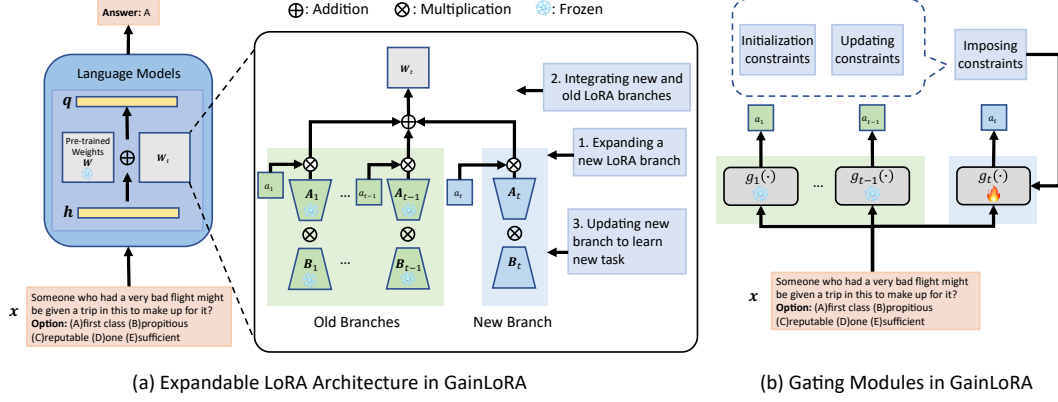 Answer: A
⊕: Addition ⊗: Multiplication ❄: Frozen
Language Models
q
Pre-trained
Weights
W
W_t
h
x
Someone who had a very bad flight might
be given a trip in this to make up for it?
Option: (A)first class (B)propitious
(C)reputable (D)one (E)sufficient
W_t
2. Integrating new and
old LoRA branches
1. Expanding a
new LoRA branch
3. Updating new
branch to learn
new task
a_1
A_1
...
a_{t-1}
A_{t-1}
a_t
A_t
B_1
...
B_{t-1}
B_t
Old Branches
New Branch
(a) Expandable LoRA Architecture in GainLoRA
Initialization
constraints
Updating
constraints
Imposing
constraints
a_1
a_{t-1}
a_t
g_1(·)
...
g_{t-1}(·)
g_t(·)
x
Someone who had a very bad flight might
be given a trip in this to make up for it?
Option: (A)first class (B)propitious
(C)reputable (D)one (E)sufficient
(b) Gating Modules in GainLoRA